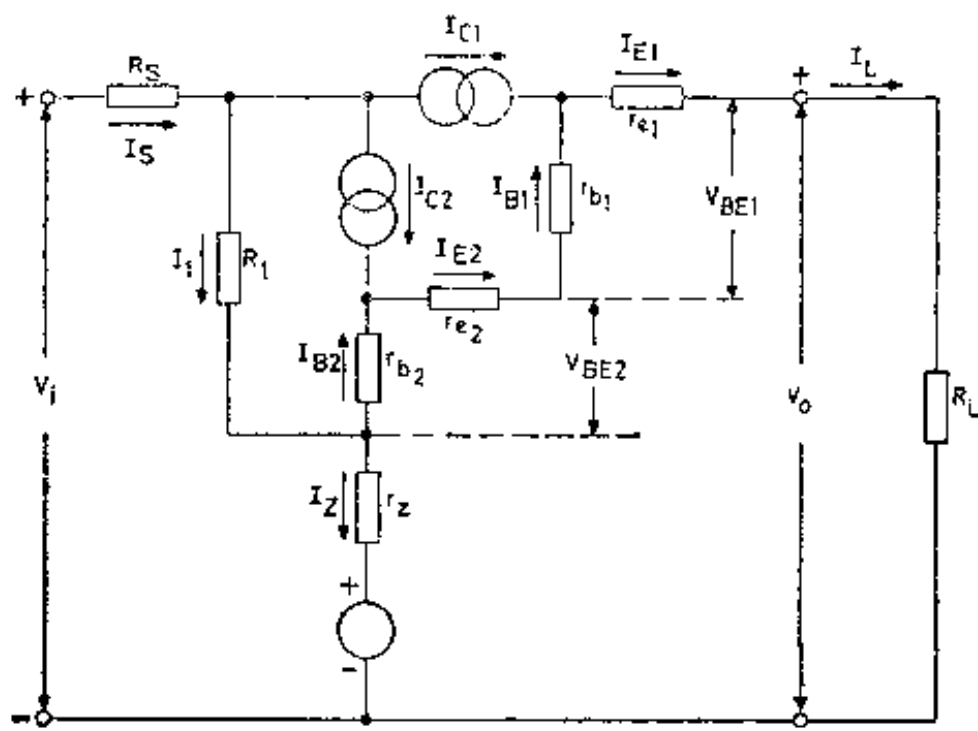 I_C1
I_E1
I_L
R_S
+
+
I_S
r_e1
I_C2
I_B1
r_b1
V_BE1
I_1
R_1
I_E2
r_e2
I_B2
r_b2
V_BE2
V_i
V_o
R_L
I_Z
r_z
+
-
-